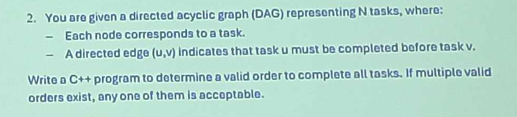 2. You are given a directed acyclic graph (DAG) representing N tasks, where:
– Each node corresponds to a task.
– A directed edge (u,v) indicates that task u must be completed before task v.
Write a C++ program to determine a valid order to complete all tasks. If multiple valid
orders exist, any one of them is acceptable.